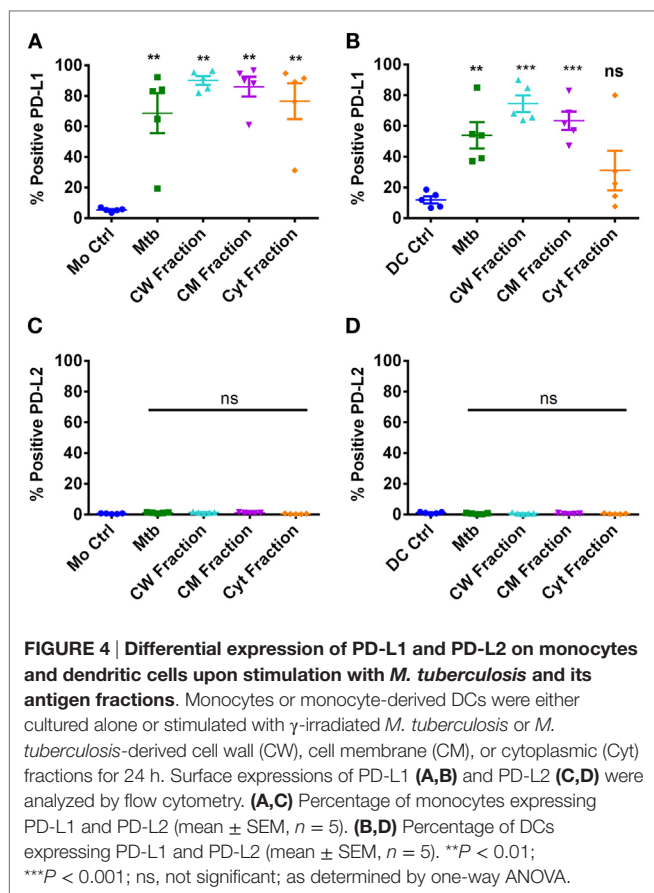 A
% Positive PD-L1
100
80
60
40
20
0
** ** ** **
Mo Ctrl
Mtb
CW Fraction
CM Fraction
Cyt Fraction
B
% Positive PD-L1
100
80
60
40
20
0
** *** *** ns
DC Ctrl
Mtb
CW Fraction
CM Fraction
Cyt Fraction
C
% Positive PD-L2
100
80
60
40
20
0
ns
Mo Ctrl
Mtb
CW Fraction
CM Fraction
Cyt Fraction
D
% Positive PD-L2
100
80
60
40
20
0
ns
DC Ctrl
Mtb
CW Fraction
CM Fraction
Cyt Fraction
FIGURE 4 | Differential expression of PD-L1 and PD-L2 on monocytes
and dendritic cells upon stimulation with M. tuberculosis and its
antigen fractions. Monocytes or monocyte-derived DCs were either
cultured alone or stimulated with γ-irradiated M. tuberculosis or M.
tuberculosis-derived cell wall (CW), cell membrane (CM), or cytoplasmic (Cyt)
fractions for 24 h. Surface expressions of PD-L1 (A,B) and PD-L2 (C,D) were
analyzed by flow cytometry. (A,C) Percentage of monocytes expressing
PD-L1 and PD-L2 (mean ± SEM, n = 5). (B,D) Percentage of DCs
expressing PD-L1 and PD-L2 (mean ± SEM, n = 5). **P < 0.01;
***P < 0.001; ns, not significant; as determined by one-way ANOVA.